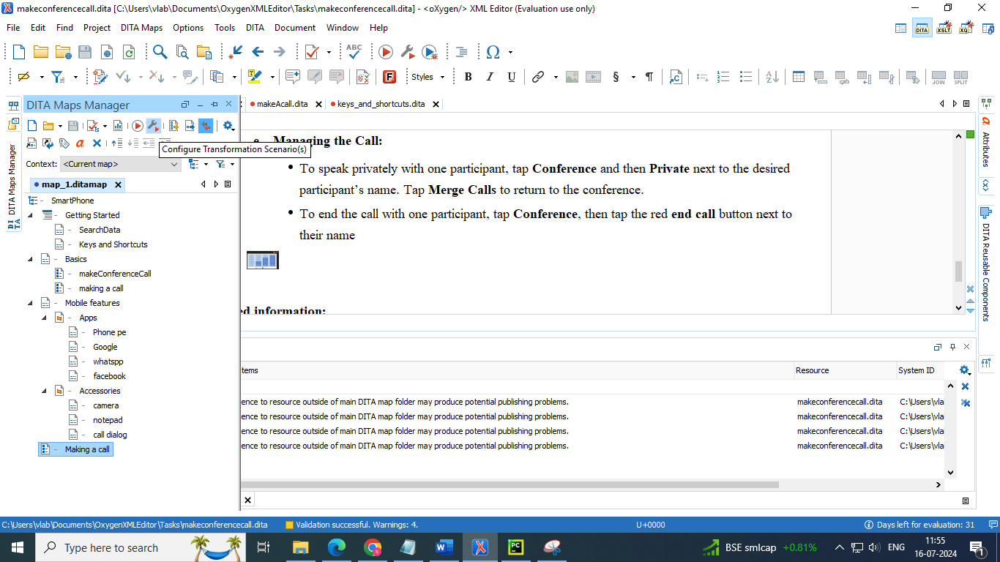 makeconferencecall.dita [C:\Users\vlab\Documents\OxygenXMLEditor\Tasks\makeconferencecall.dita] - <oXygen/> XML Editor (Evaluation use only)
File Edit Find Project DITA Maps Options Tools DITA Document Window Help
DITA XSLT XQ
ABC
Styles B I U § ¶ JOIN SPLIT
DITA Maps Manager
makeAcall.dita
keys_and_shortcuts.dita
Configure Transformation Scenario(s)
Context: <Current map>
map_1.ditamap
SmartPhone
Getting Started
SearchData
Keys and Shortcuts
Basics
makeConferenceCall
making a call
Mobile features
Apps
Phone pe
Google
whatspp
facebook
Accessories
camera
notepad
call dialog
Making a call
DITA Maps Manager
e. Managing the Call:
• To speak privately with one participant, tap Conference and then Private next to the desired
participant’s name. Tap Merge Calls to return to the conference.
• To end the call with one participant, tap Conference, then tap the red end call button next to
their name
ed information:
Attributes
DITA Reusable Components
tems Resource System ID
ence to resource outside of main DITA map folder may produce potential publishing problems. makeconferencecall.dita C:\Users\vla
ence to resource outside of main DITA map folder may produce potential publishing problems. makeconferencecall.dita C:\Users\vla
ence to resource outside of main DITA map folder may produce potential publishing problems. makeconferencecall.dita C:\Users\vla
ence to resource outside of main DITA map folder may produce potential publishing problems. makeconferencecall.dita C:\Users\vla
C:\Users\vlab\Documents\OxygenXMLEditor\Tasks\makeconferencecall.dita Validation successful. Warnings: 4. U+0000 Days left for evaluation: 31
Type here to search
BSE smlcap +0.81% ENG
11:55
16-07-2024
1